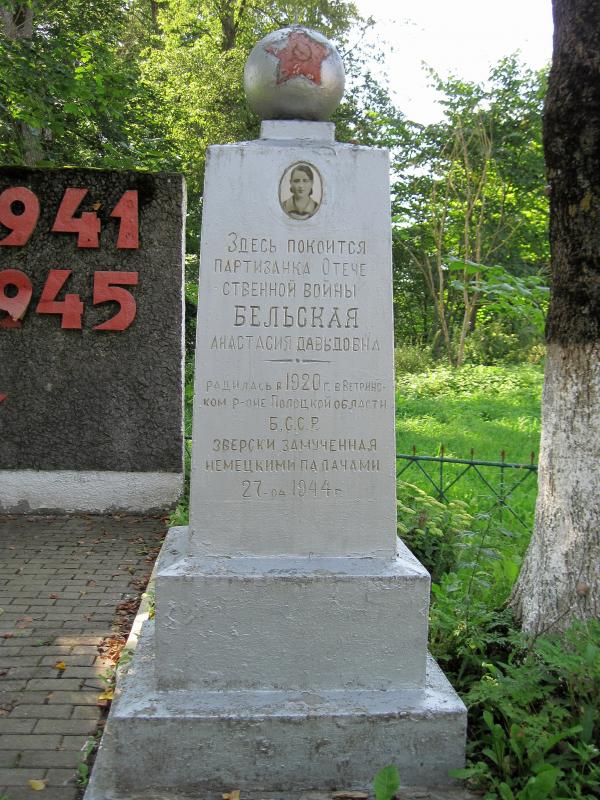 941
945
Здесь покоится
партизанка Отече
ственной войны
БЕЛЬСКАЯ
Анастасия Давыдовна
радилась в 1920 г. в Ветринс-
ком р-оне Полоцкой области
Б.С.С.Р.
зверски замученная
немецкими палачами
1944 г.